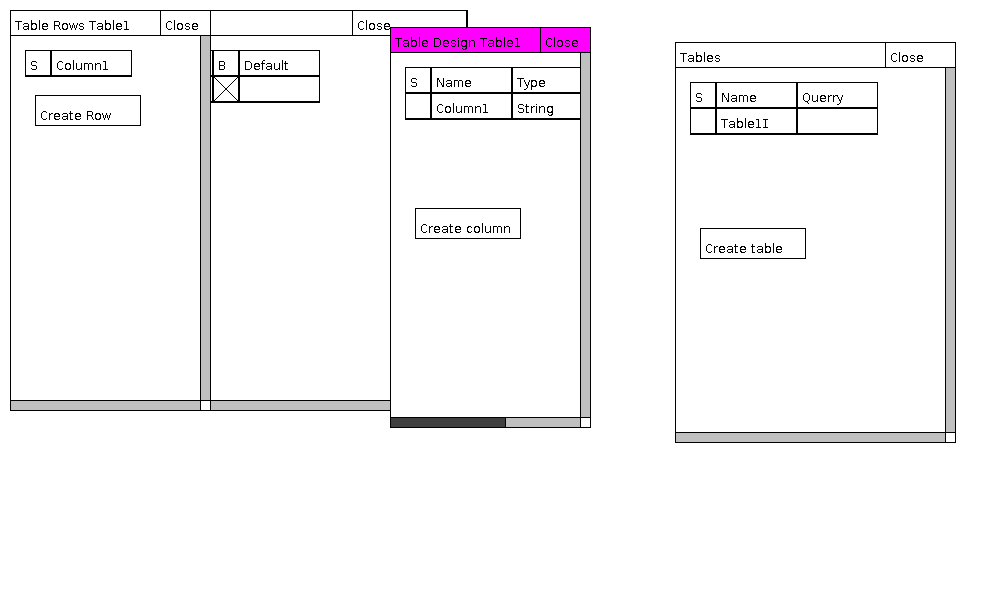 Table Rows Table1 Close
S Column1
Create Row
Close
B Default
Table Design Table1 Close
S Name Type
Column1 String
Create column
Tables Close
S Name Querry
Table1I
Create table